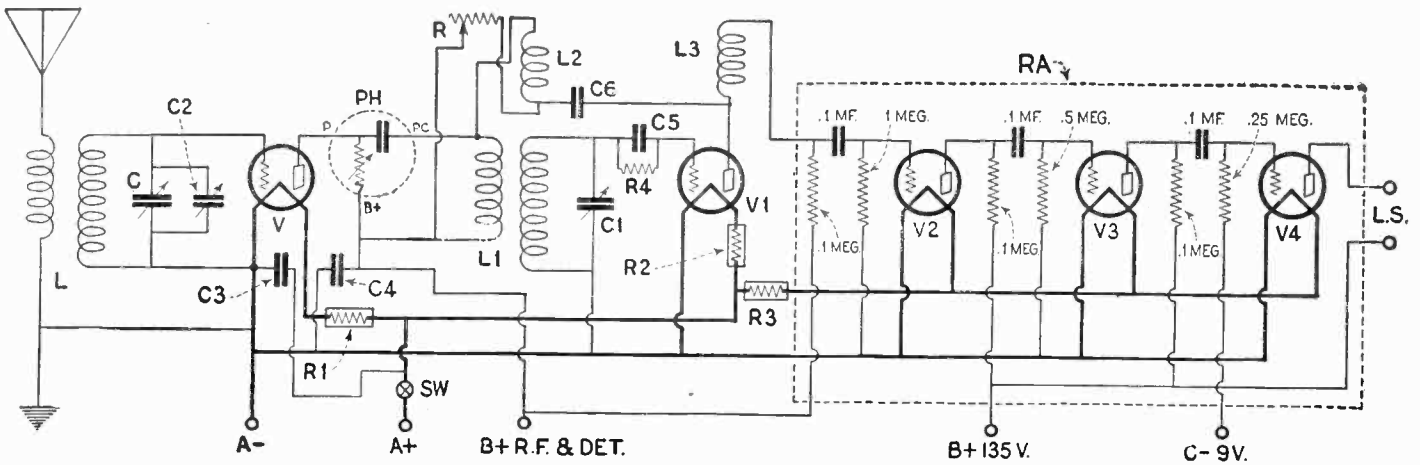 R
L2
L3
RA
C2
PH
C6
P
PC
.1 MF.
1 MEG.
.1 MF.
.5 MEG.
.1 MF.
.25 MEG.
C
V
B+
C5
R4
C1
V1
V2
V3
V4
L.S.
L
C3
C4
L1
R2
.1 MEG.
.1 MEG.
.1 MEG.
R3
R1
SW
A-
A+
B+ R.F. & DET.
B+ 135 V.
C- 9V.